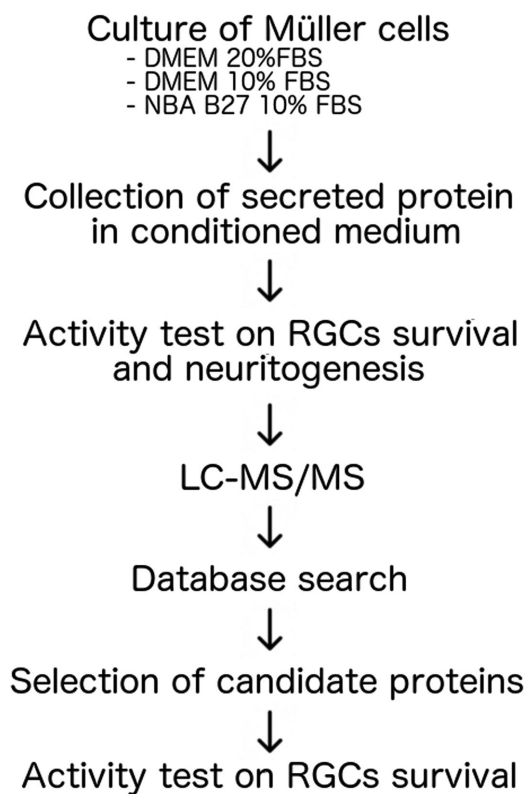 Culture of Müller cells
- DMEM 20%FBS
- DMEM 10% FBS
- NBA B27 10% FBS
Collection of secreted protein
in conditioned medium
Activity test on RGCs survival
and neuritogenesis
LC-MS/MS
Database search
Selection of candidate proteins
Activity test on RGCs survival